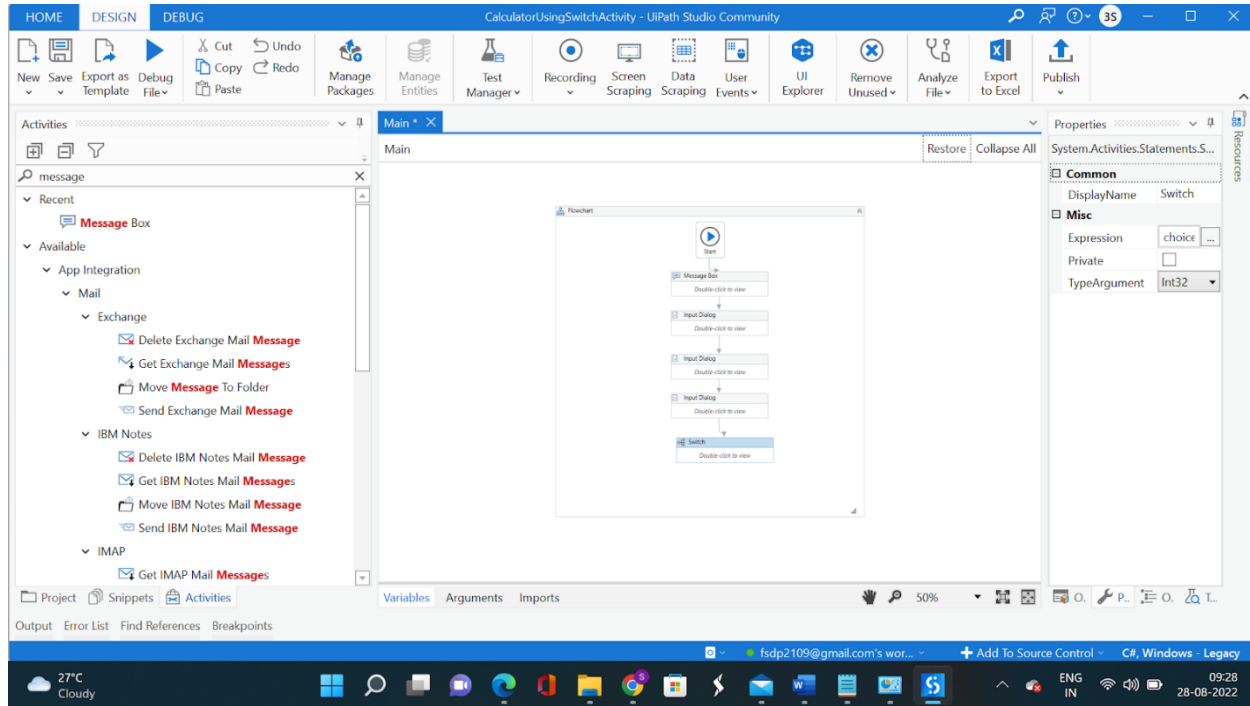 HOME DESIGN DEBUG CalculatorUsingSwitchActivity - UiPath Studio Community 3S
New Save Export as Template Debug File Cut Copy Paste Undo Redo Manage Packages Manage Entities Test Manager Recording Screen Scraping Data Scraping User Events UI Explorer Remove Unused Analyze File Export to Excel Publish
Activities
message
Recent
Message Box
Available
App Integration
Mail
Exchange
Delete Exchange Mail Message
Get Exchange Mail Messages
Move Message To Folder
Send Exchange Mail Message
IBM Notes
Delete IBM Notes Mail Message
Get IBM Notes Mail Messages
Move IBM Notes Mail Message
Send IBM Notes Mail Message
IMAP
Get IMAP Mail Messages
Project Snippets Activities
Main *
Main Restore Collapse All
Flowchart
Start
Message Box
Double-click to view
Input Dialog
Double-click to view
Input Dialog
Double-click to view
Input Dialog
Double-click to view
Switch
Double-click to view
Variables Arguments Imports 50%
Properties
System.Activities.Statements.S...
Common
DisplayName Switch
Misc
Expression choice ...
Private
TypeArgument Int32
O. P.. O. T...
Resources
Output Error List Find References Breakpoints
fsdp2109@gmail.com's wor... Add To Source Control C#, Windows - Legacy
27°C
Cloudy
ENG
IN
09:28
28-08-2022